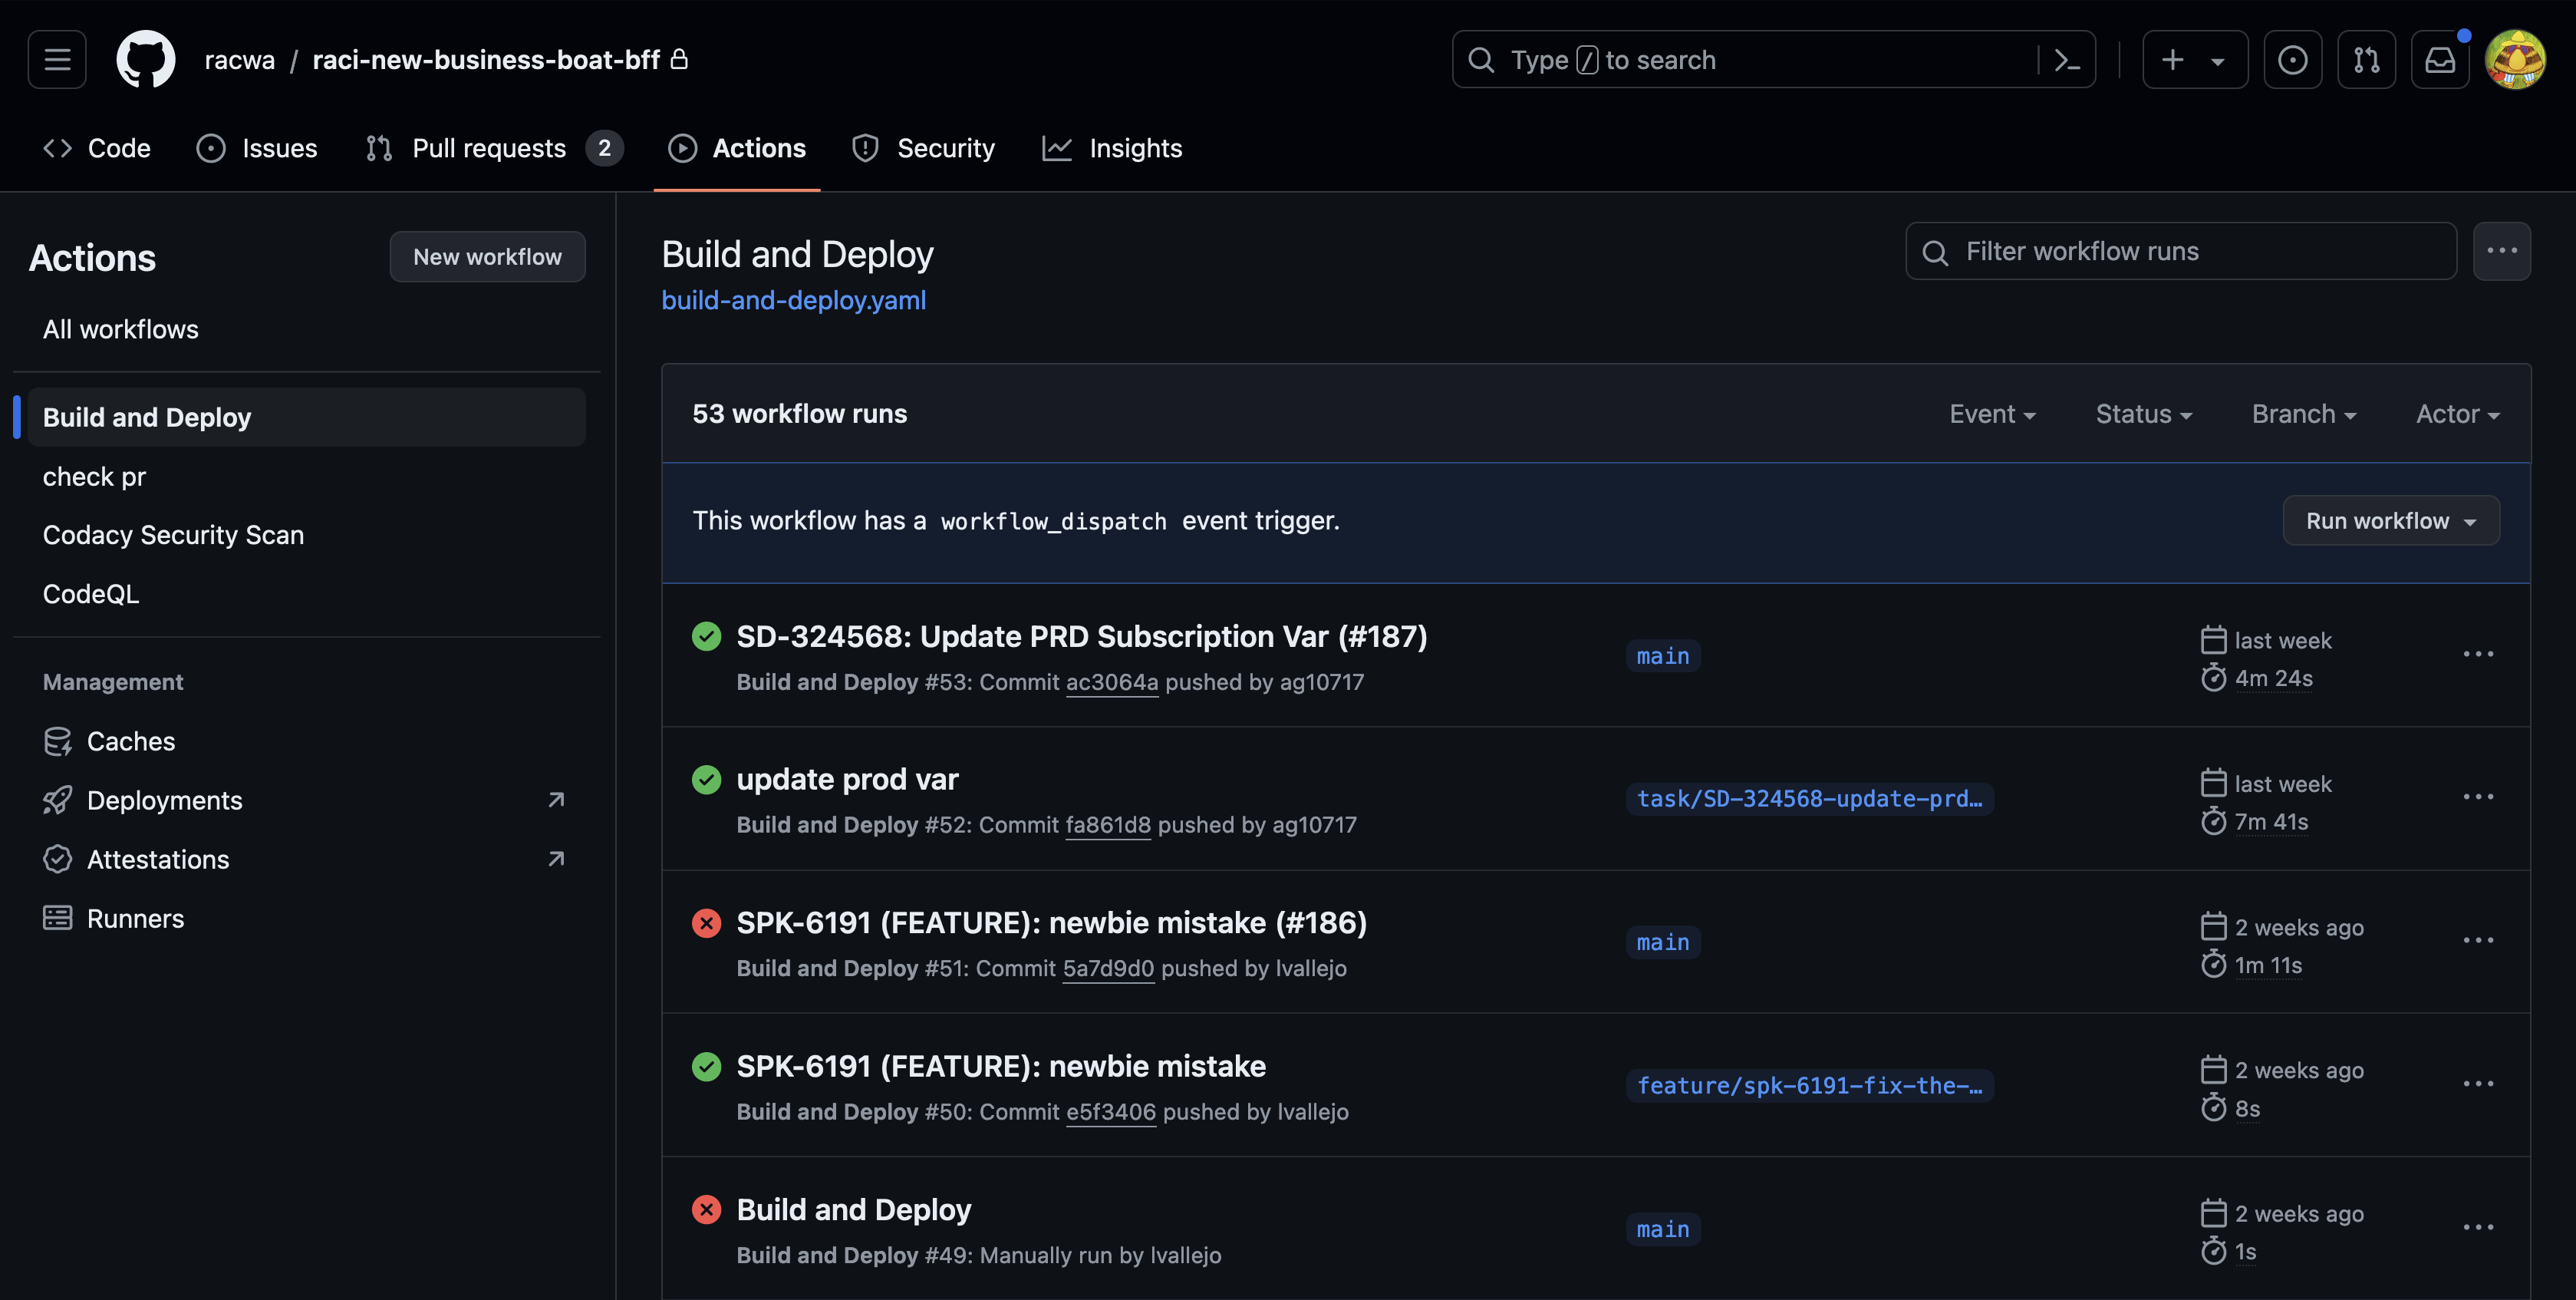 racwa / raci-new-business-boat-bff
Type / to search
Code Issues Pull requests 2 Actions Security Insights
Actions
New workflow
All workflows
Build and Deploy
check pr
Codacy Security Scan
CodeQL
Management
Caches
Deployments
Attestations
Runners
Build and Deploy
build-and-deploy.yaml
Filter workflow runs
53 workflow runs
Event Status Branch Actor
This workflow has a workflow_dispatch event trigger.
Run workflow
SD-324568: Update PRD Subscription Var (#187)
Build and Deploy #53: Commit ac3064a pushed by ag10717
main
last week
4m 24s
update prod var
Build and Deploy #52: Commit fa861d8 pushed by ag10717
task/SD-324568-update-prd…
last week
7m 41s
SPK-6191 (FEATURE): newbie mistake (#186)
Build and Deploy #51: Commit 5a7d9d0 pushed by lvallejo
main
2 weeks ago
1m 11s
SPK-6191 (FEATURE): newbie mistake
Build and Deploy #50: Commit e5f3406 pushed by lvallejo
feature/spk-6191-fix-the-…
2 weeks ago
8s
Build and Deploy
Build and Deploy #49: Manually run by lvallejo
main
2 weeks ago
1s